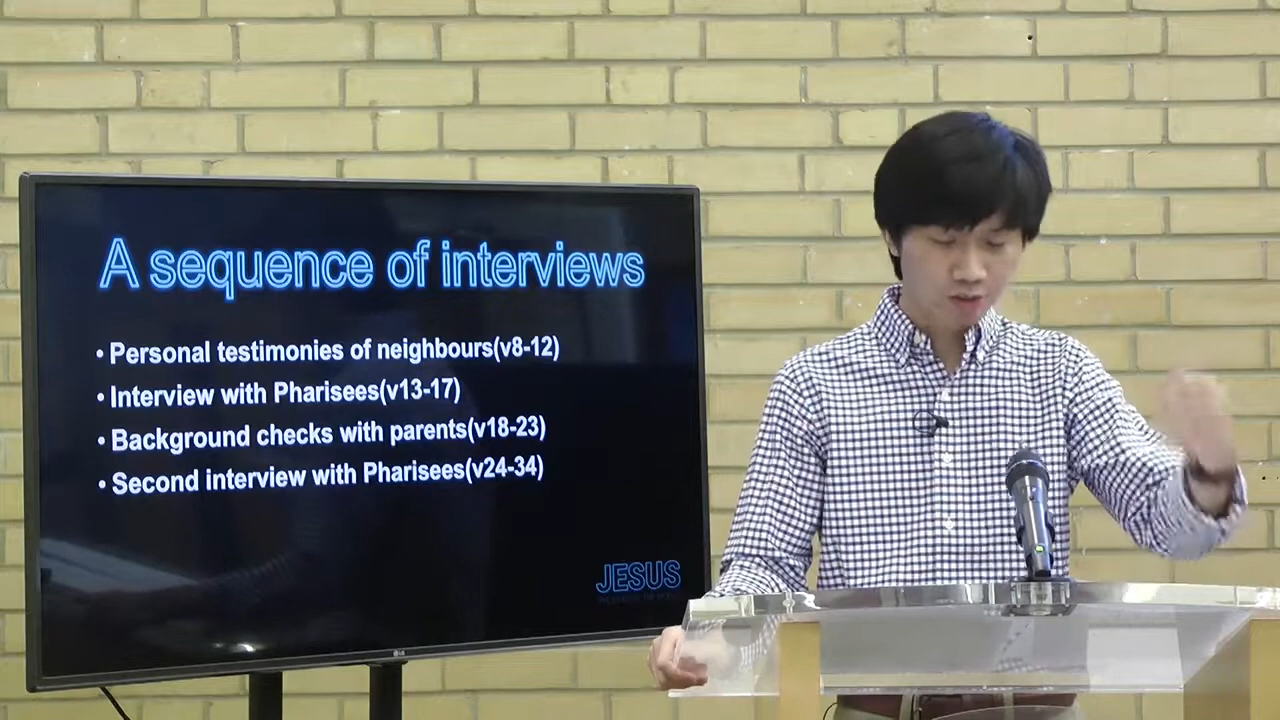 A sequence of interviews
• Personal testimonies of neighbours(v8-12)
• Interview with Pharisees(v13-17)
• Background checks with parents(v18-23)
• Second interview with Pharisees(v24-34)
JESUS
LG